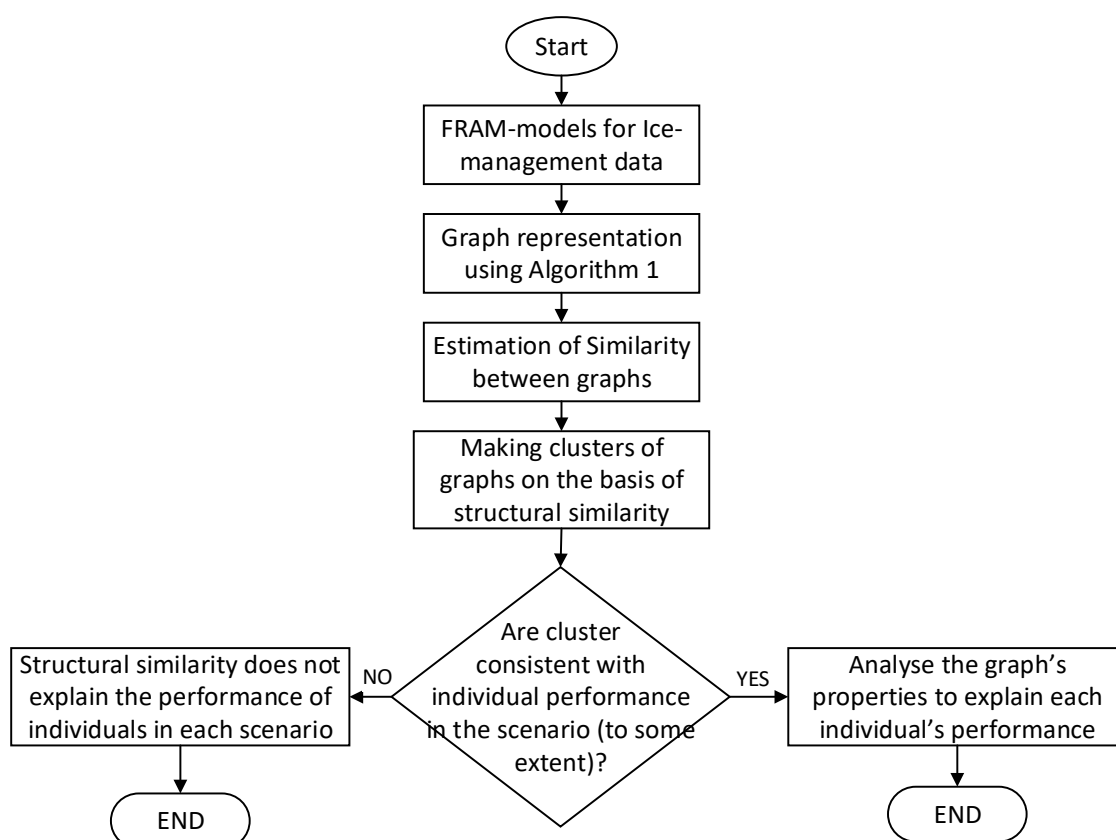 Start
FRAM-models for Ice-
management data
Graph representation
using Algorithm 1
Estimation of Similarity
between graphs
Making clusters of
graphs on the basis of
structural similarity
Are cluster
consistent with
individual performance
in the scenario (to some
extent)?
NO
Structural similarity does not
explain the performance of
individuals in each scenario
END
YES
Analyse the graph’s
properties to explain each
individual’s performance
END